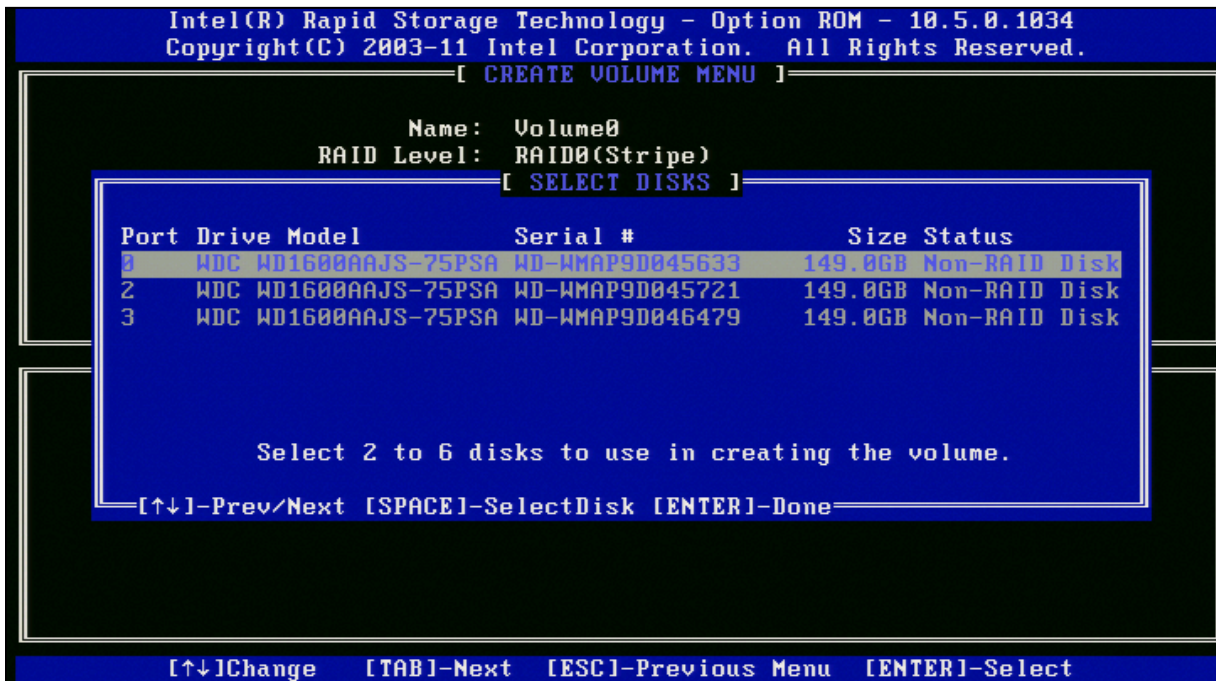 Intel(R) Rapid Storage Technology - Option ROM - 10.5.0.1034
Copyright(C) 2003-11 Intel Corporation. All Rights Reserved.
[ CREATE VOLUME MENU ]
Name: Volume0
RAID Level: RAID0(Stripe)
[ SELECT DISKS ]
Port Drive Model Serial # Size Status
0 WDC WD1600AAJS-75PSA WD-WMAP9D045633 149.0GB Non-RAID Disk
2 WDC WD1600AAJS-75PSA WD-WMAP9D045721 149.0GB Non-RAID Disk
3 WDC WD1600AAJS-75PSA WD-WMAP9D046479 149.0GB Non-RAID Disk
Select 2 to 6 disks to use in creating the volume.
[↑↓]-Prev/Next [SPACE]-SelectDisk [ENTER]-Done
[↑↓]Change [TAB]-Next [ESC]-Previous Menu [ENTER]-Select